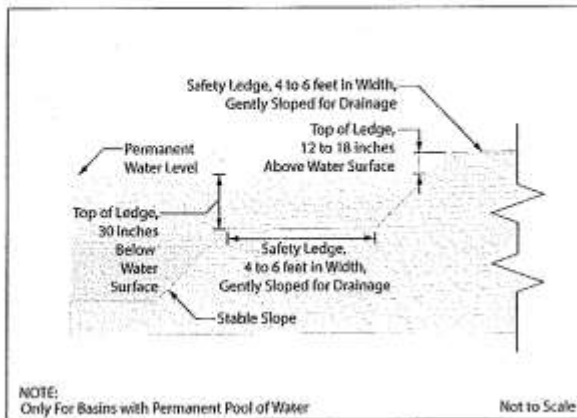 Safety Ledge, 4 to 6 feet in Width,
Gently Sloped for Drainage
Top of Ledge,
12 to 18 inches
Above Water Surface
Permanent
Water Level
Top of Ledge,
30 inches
Below
Water
Surface
Safety Ledge,
4 to 6 feet in Width,
Gently Sloped for Drainage
Stable Slope
NOTE:
Only For Basins with Permanent Pool of Water
Not to Scale